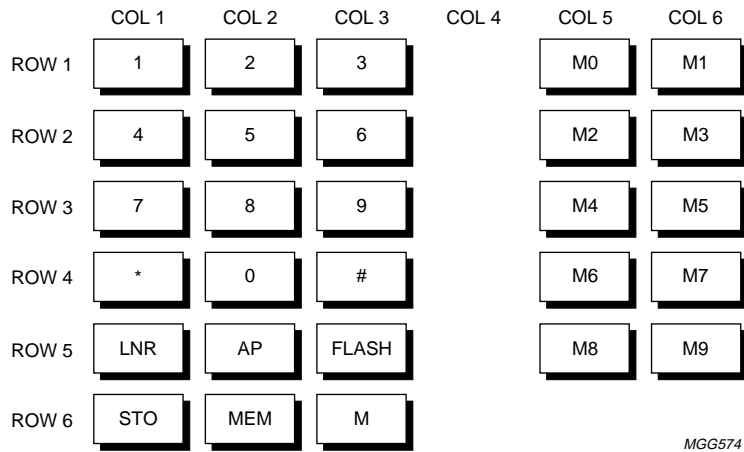 COL 1 COL 2 COL 3 COL 4 COL 5 COL 6
ROW 1 1 2 3 M0 M1
ROW 2 4 5 6 M2 M3
ROW 3 7 8 9 M4 M5
ROW 4 * 0 # M6 M7
ROW 5 LNR AP FLASH M8 M9
ROW 6 STO MEM M
MGG574